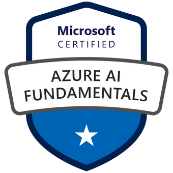 Microsoft
CERTIFIED
AZURE AI
FUNDAMENTALS